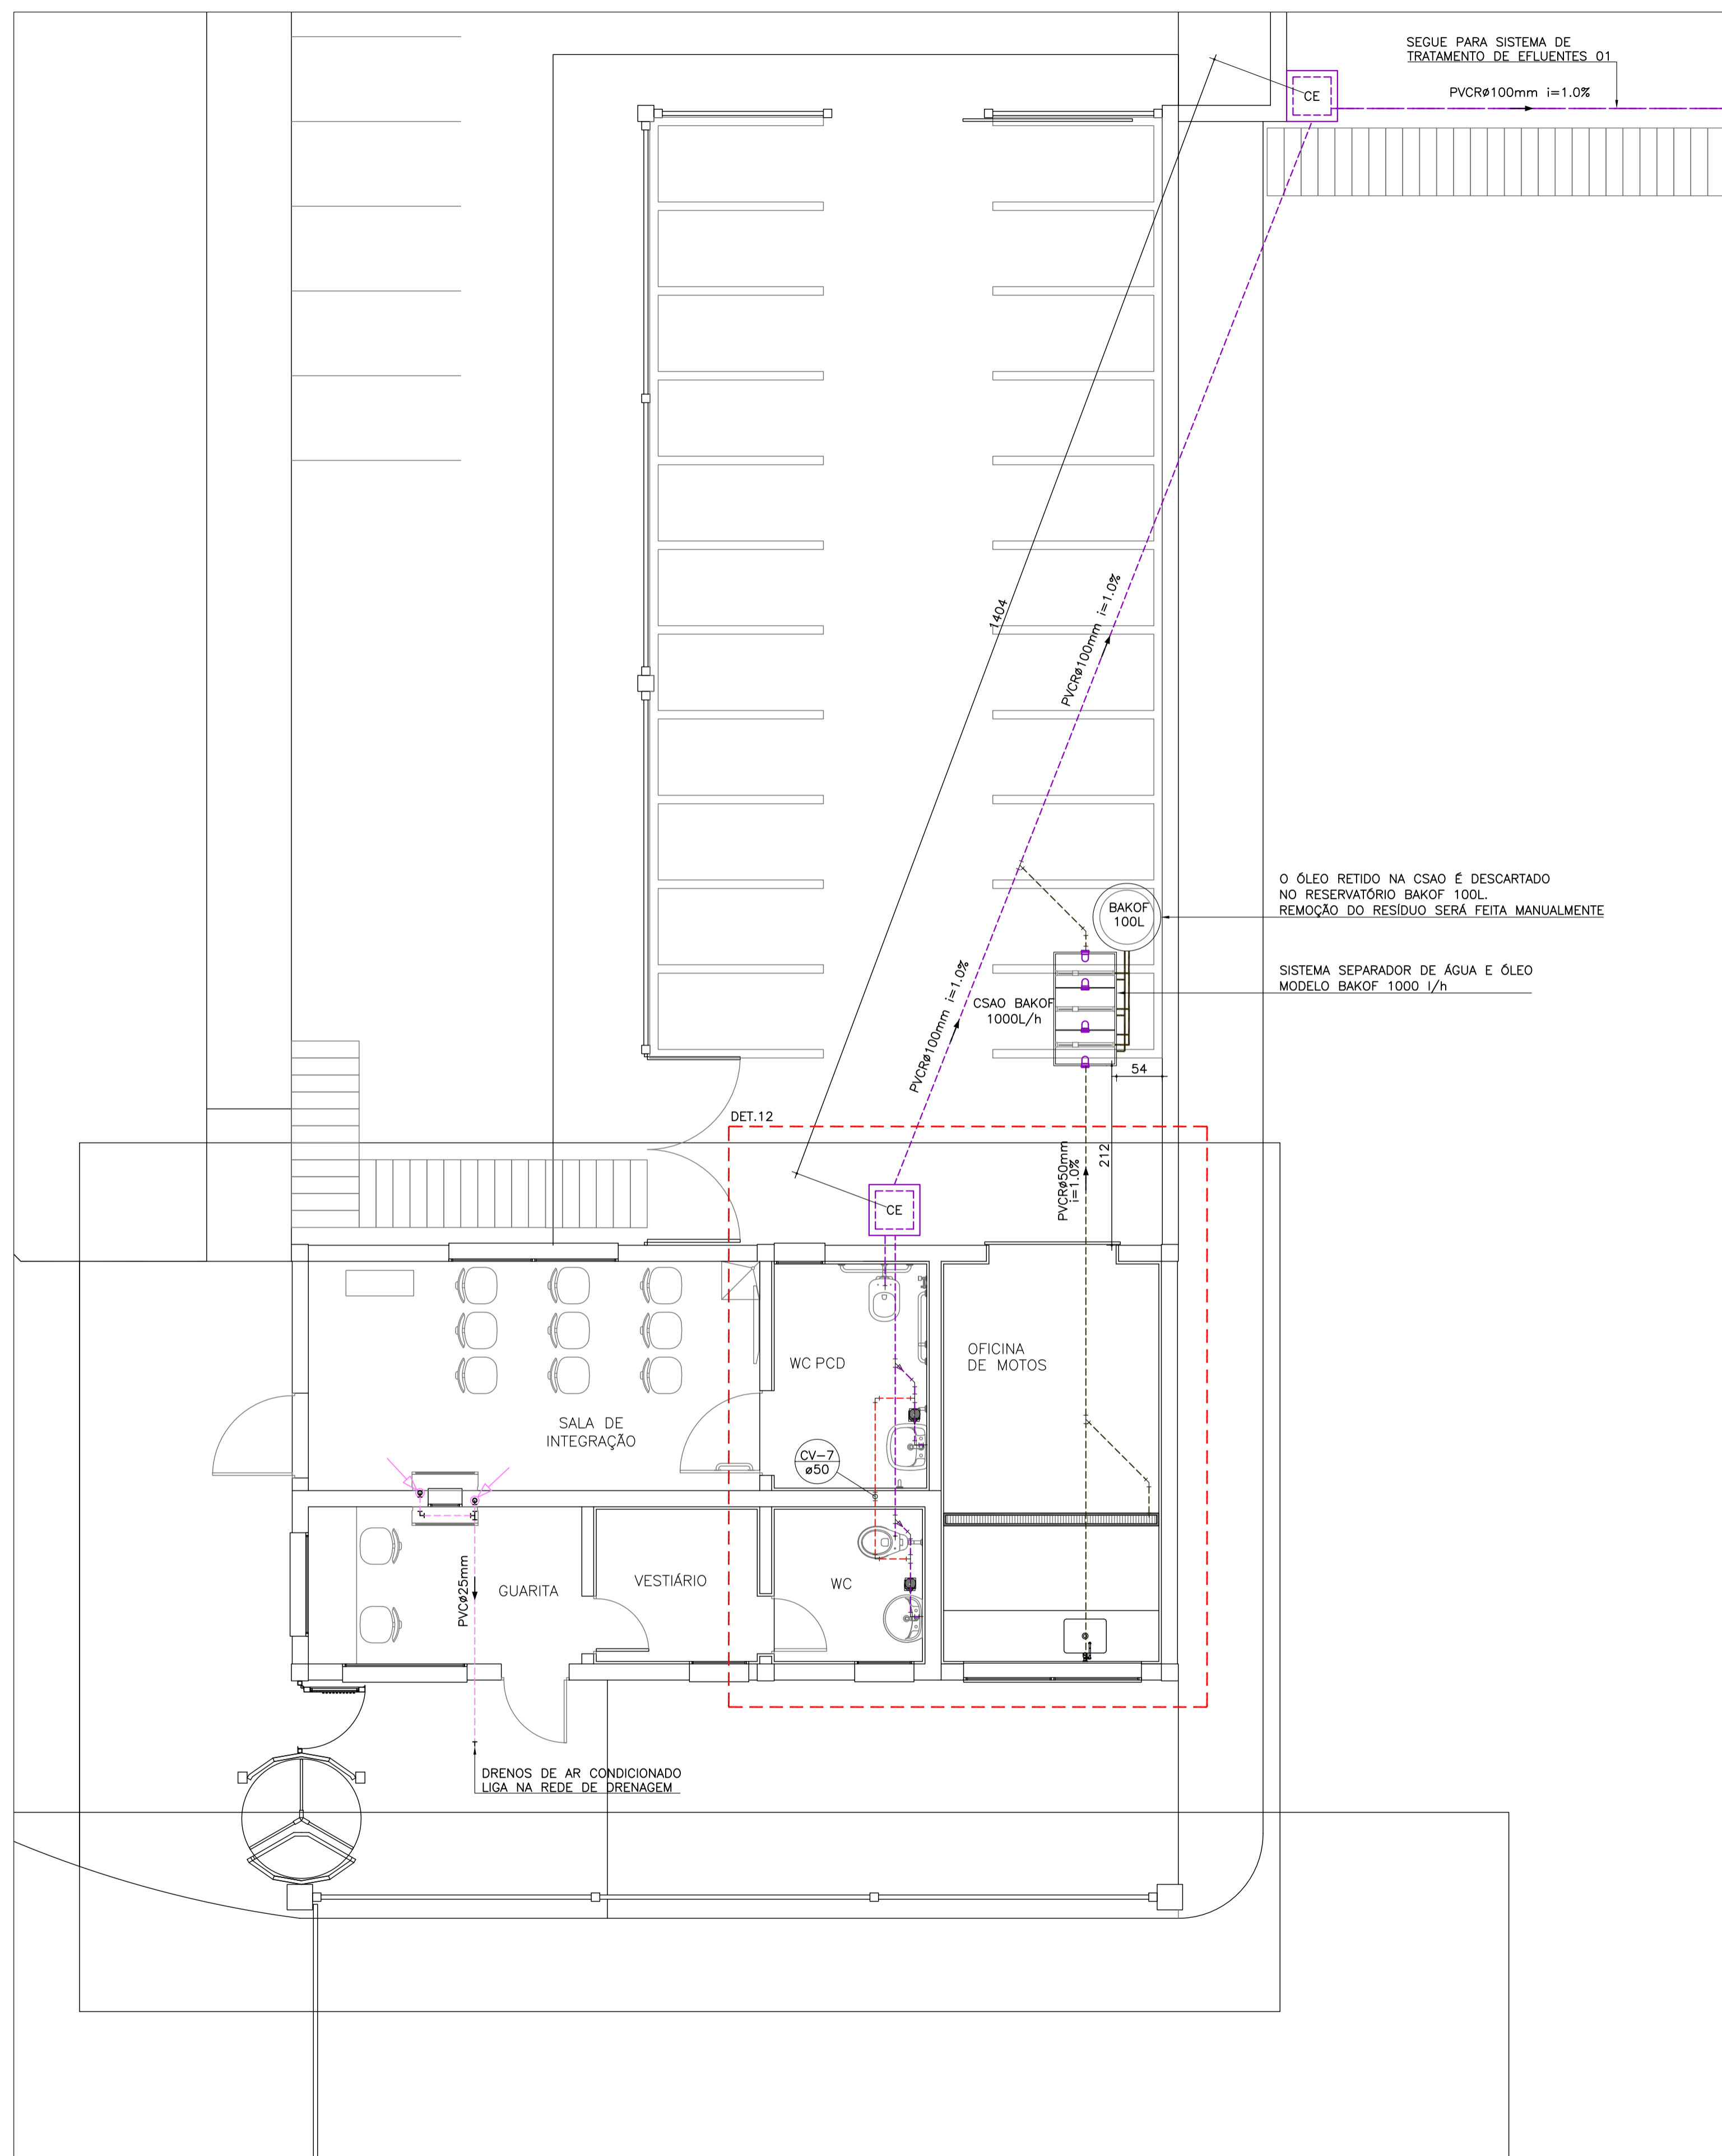 SEGUE PARA SISTEMA DE
TRATAMENTO DE EFLUENTES 01
PVCRø100mm i=1.0%
CE
1404
PVCRø100mm i=1.0%
O ÓLEO RETIDO NA CSAO É DESCARTADO
NO RESERVATÓRIO BAKOF 100L.
REMOÇÃO DO RESÍDUO SERÁ FEITA MANUALMENTE
BAKOF
100L
SISTEMA SEPARADOR DE ÁGUA E ÓLEO
MODELO BAKOF 1000 l/h
CSAO BAKOF
1000L/h
PVCRø100mm i=1.0%
54
DET.12
212
PVCRø50mm
i=1.0%
CE
WC PCD
OFICINA
DE MOTOS
SALA DE
INTEGRAÇÃO
CV-7
ø50
PVCø25mm
GUARITA
VESTIÁRIO
WC
DRENOS DE AR CONDICIONADO
LIGA NA REDE DE DRENAGEM